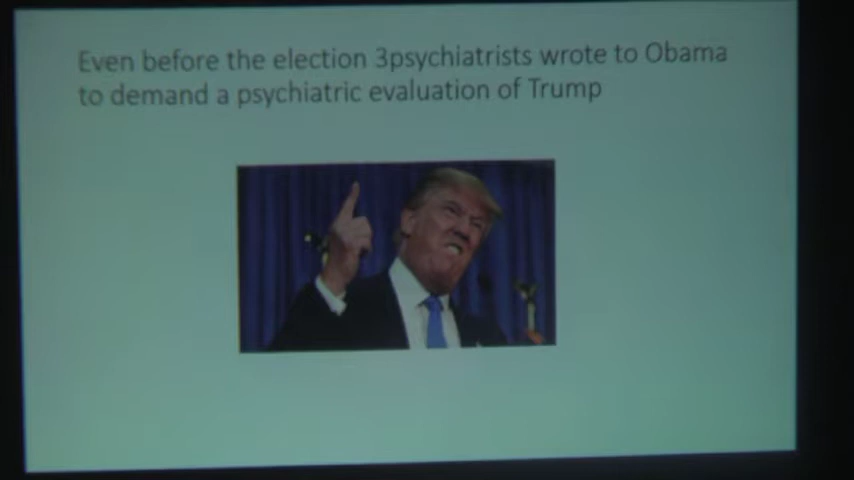 Even before the election 3psychiatrists wrote to Obama
to demand a psychiatric evaluation of Trump